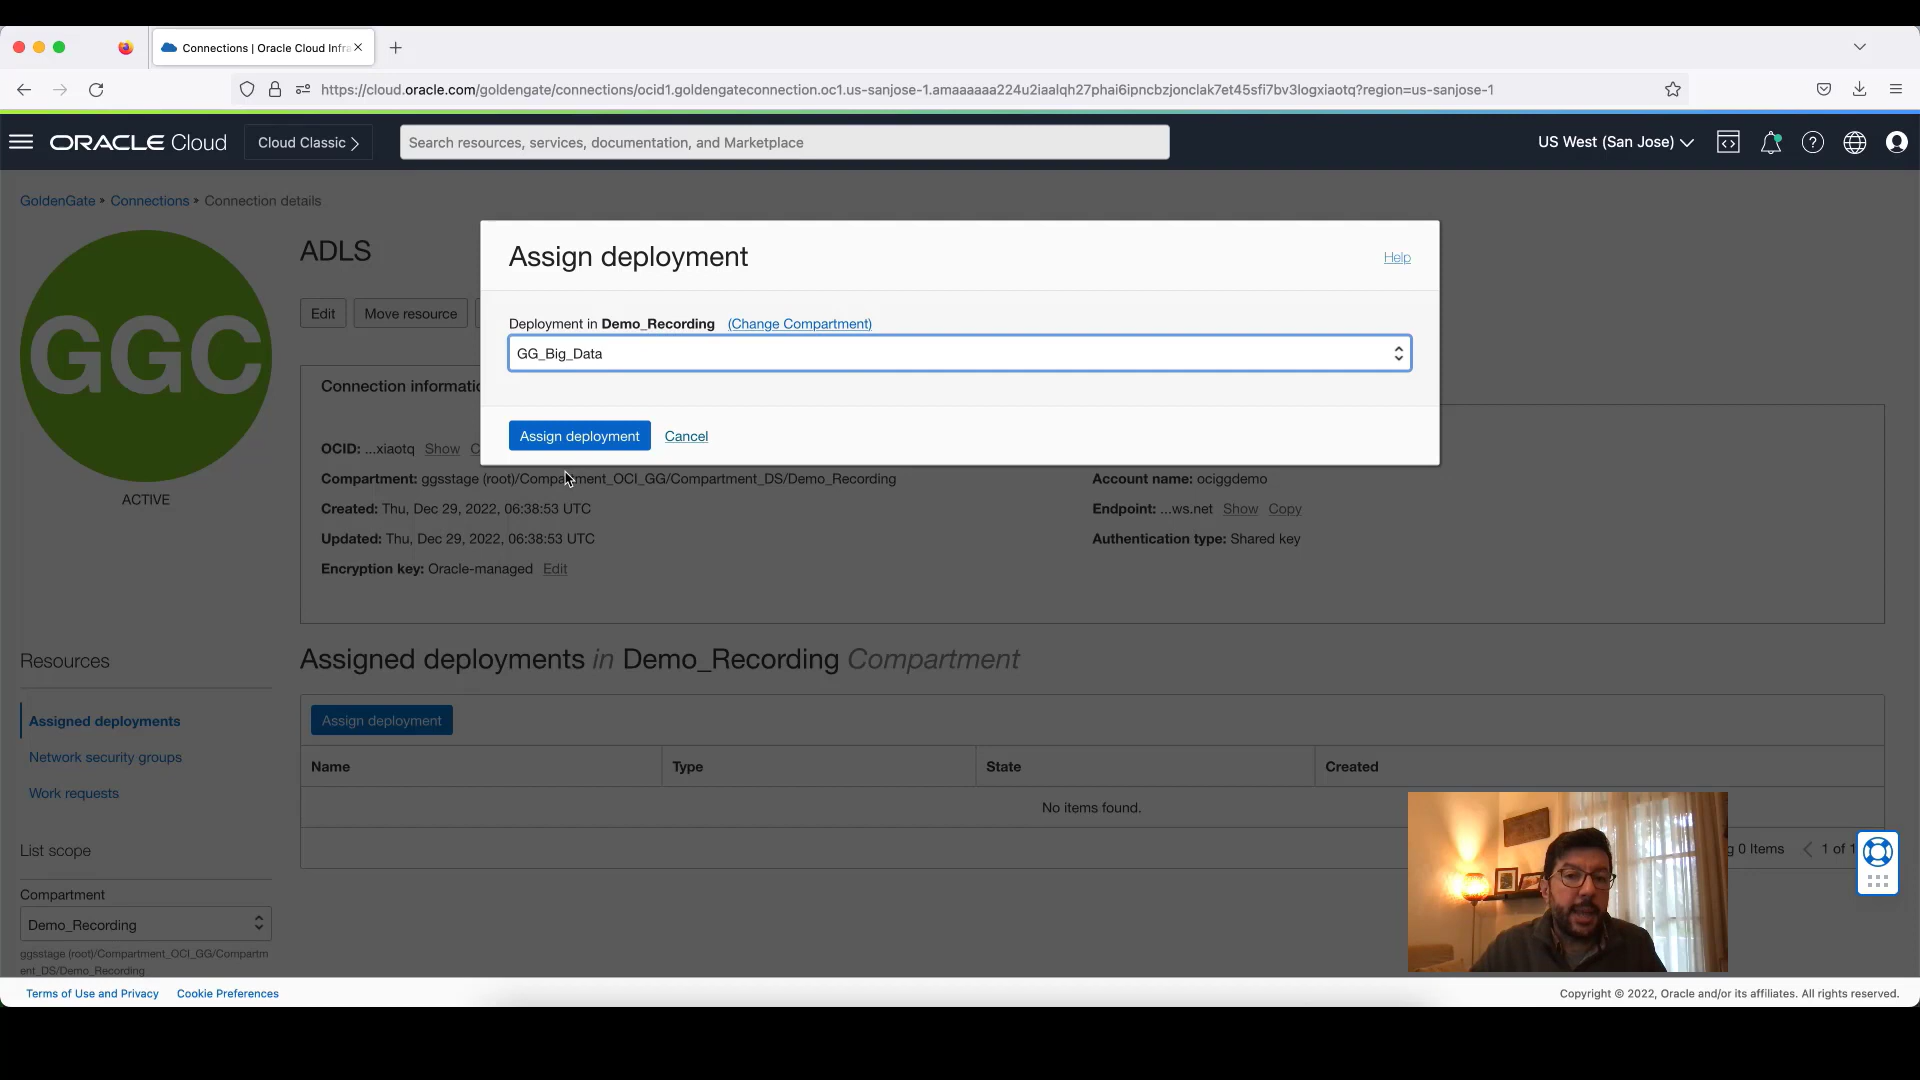 Connections | Oracle Cloud Infra
https://cloud.oracle.com/goldengate/connections/ocid1.goldengateconnection.oc1.us-sanjose-1.amaaaaaa224u2iaalqh27phai6ipncbzjonclak7et45sfi7bv3logxiaotq?region=us-sanjose-1
ORACLE Cloud
Cloud Classic >
Search resources, services, documentation, and Marketplace
US West (San Jose)
GoldenGate > Connections > Connection details
GGC
ACTIVE
ADLS
Edit
Move resource
Assign deployment
Help
Deployment in Demo_Recording (Change Compartment)
GG_Big_Data
Assign deployment
Cancel
Connection informatio
OCID: ...xiaotq Show C
Compartment: ggsstage (root)/Compartment_OCI_GG/Compartment_DS/Demo_Recording
Created: Thu, Dec 29, 2022, 06:38:53 UTC
Updated: Thu, Dec 29, 2022, 06:38:53 UTC
Encryption key: Oracle-managed Edit
Account name: ociggdemo
Endpoint: ...ws.net Show Copy
Authentication type: Shared key
Resources
Assigned deployments
Network security groups
Work requests
List scope
Compartment
Demo_Recording
ggsstage (root)/Compartment_OCI_GG/Compartm
ent_DS/Demo_Recording
Assigned deployments in Demo_Recording Compartment
Assign deployment
Name Type State Created
No items found.
g 0 Items < 1 of 1
Terms of Use and Privacy Cookie Preferences
Copyright © 2022, Oracle and/or its affiliates. All rights reserved.